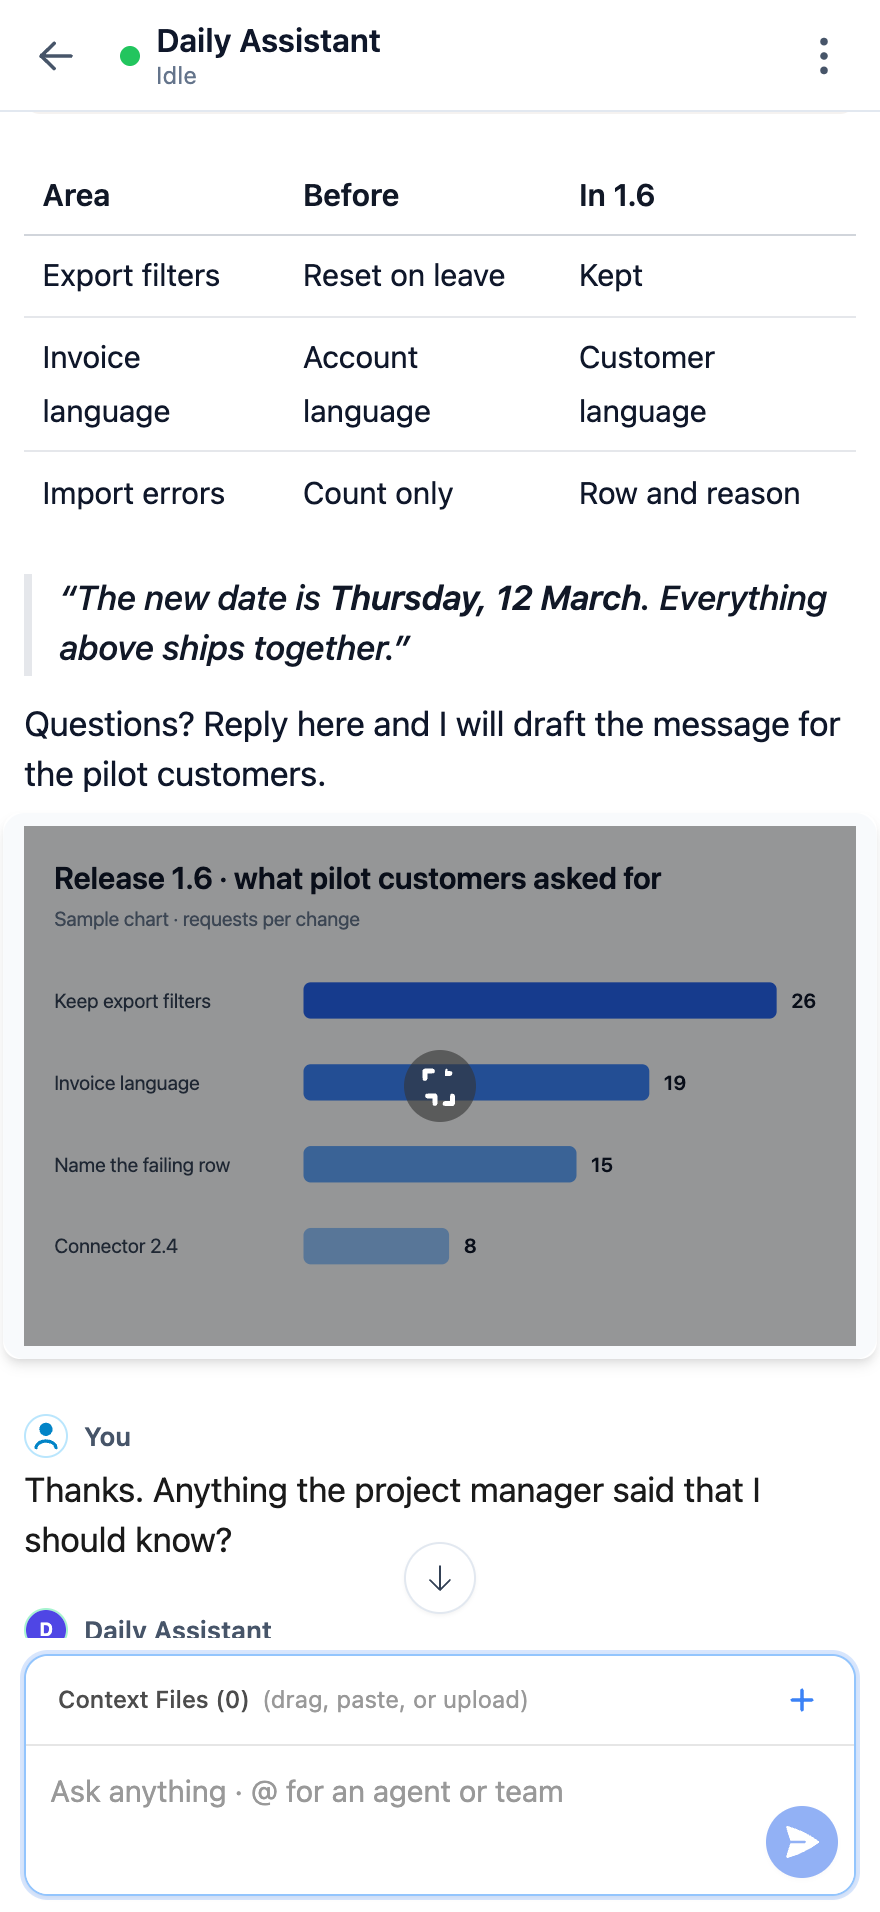 Daily Assistant
Idle
Area Before In 1.6
Export filters Reset on leave Kept
Invoice language Account language Customer language
Import errors Count only Row and reason
“The new date is Thursday, 12 March. Everything
above ships together.”
Questions? Reply here and I will draft the message for
the pilot customers.
Release 1.6 · what pilot customers asked for
Sample chart · requests per change
Keep export filters 26
Invoice language 19
Name the failing row 15
Connector 2.4 8
You
Thanks. Anything the project manager said that I
should know?
D Daily Assistant
Context Files (0) (drag, paste, or upload)
Ask anything · @ for an agent or team